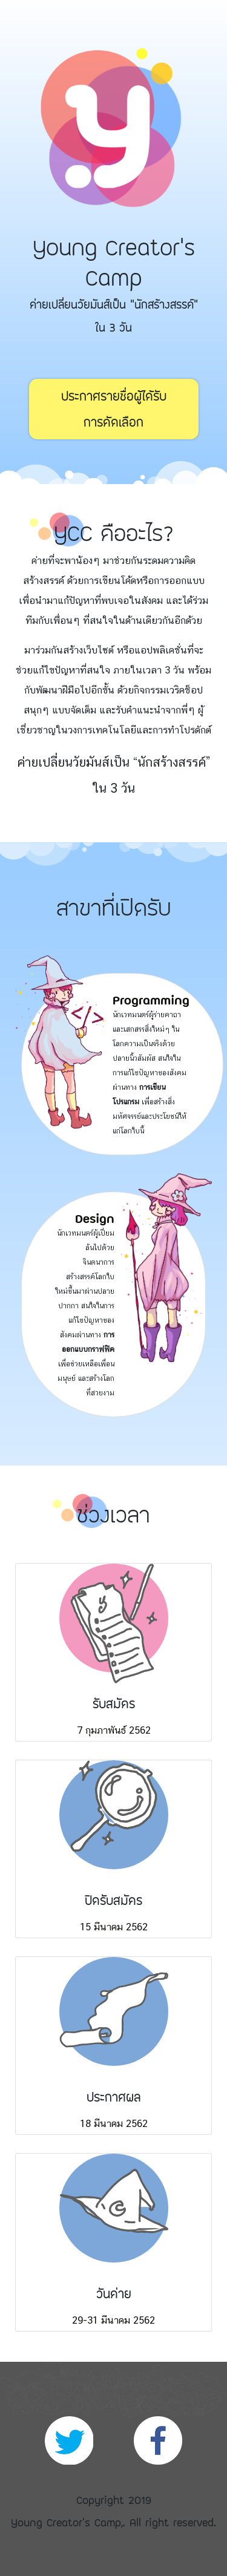 y
Young Creator's
Camp
ค่ายเปลี่ยนวัยมันส์เป็น "นักสร้างสรรค์"
ใน 3 วัน
ประกาศรายชื่อผู้ได้รับ
การคัดเลือก
YCC คืออะไร?
ค่ายที่จะพาน้องๆ มาช่วยกันระดมความคิด
สร้างสรรค์ ด้วยการเขียนโค้ดหรือการออกแบบ
เพื่อนำมาแก้ปัญหาที่พบเจอในสังคม และได้ร่วม
ทีมกับเพื่อนๆ ที่สนใจในด้านเดียวกันอีกด้วย
มาร่วมกันสร้างเว็บไซต์ หรือแอปพลิเคชั่นที่จะ
ช่วยแก้ไขปัญหาที่สนใจ ภายในเวลา 3 วัน พร้อม
กับพัฒนาฝีมือไปอีกขั้น ด้วยกิจกรรมเวิร์คช็อป
สนุกๆ แบบจัดเต็ม และรับคำแนะนำจากพี่ๆ ผู้
เชี่ยวชาญในวงการเทคโนโลยีและการทำโปรดักต์
ค่ายเปลี่ยนวัยมันส์เป็น “นักสร้างสรรค์”
ใน 3 วัน
สาขาที่เปิดรับ
</>
Programming
นักเวทมนตร์ผู้ร่ายคาถา
และเสกสรรสิ่งใหม่ๆ ใน
โลกความเป็นจริงด้วย
ปลายนิ้วสัมผัส สนใจใน
การแก้ไขปัญหาของสังคม
ผ่านทาง การเขียน
โปรแกรม เพื่อสร้างสิ่ง
มหัศจรรย์และประโยชน์ให้
แก่โลกใบนี้
Design
นักเวทมนตร์ผู้เปี่ยม
ล้นไปด้วย
จินตนาการ
สร้างสรรค์โลกใบ
ใหม่ขึ้นมาผ่านปลาย
ปากกา สนใจในการ
แก้ไขปัญหาของ
สังคมผ่านทาง การ
ออกแบบกราฟฟิค
เพื่อช่วยเหลือเพื่อน
มนุษย์ และสร้างโลก
ที่สวยงาม
ช่วงเวลา
รับสมัคร
7 กุมภาพันธ์ 2562
ปิดรับสมัคร
15 มีนาคม 2562
ประกาศผล
18 มีนาคม 2562
วันค่าย
29-31 มีนาคม 2562
Copyright 2019
Young Creator's Camp,. All right reserved.